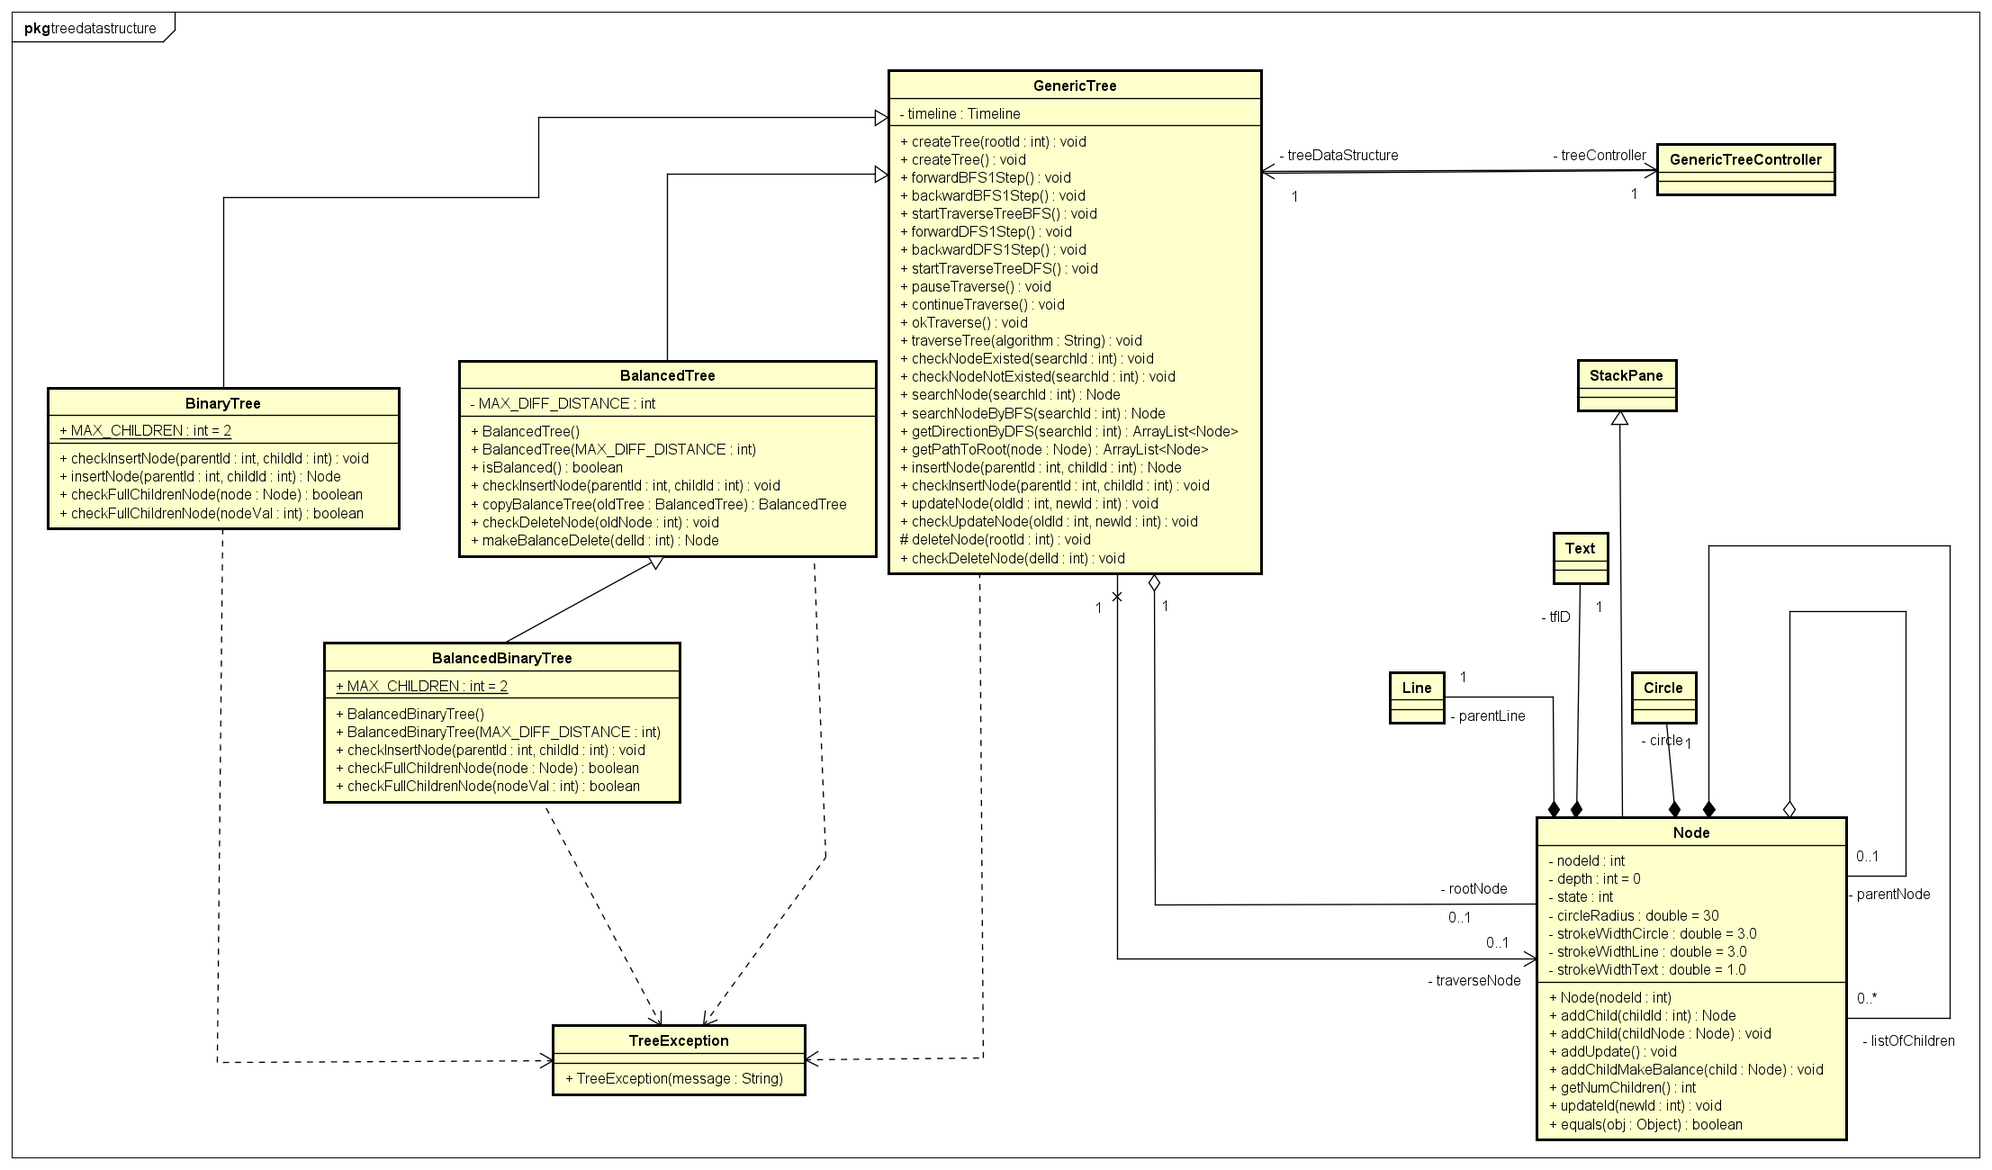 pkgtreedatastructure
GenericTree
- timeline : Timeline
+ createTree(rootId : int) : void
+ createTree() : void
+ forwardBFS1Step() : void
+ backwardBFS1Step() : void
+ startTraverseTreeBFS() : void
+ forwardDFS1Step() : void
+ backwardDFS1Step() : void
+ startTraverseTreeDFS() : void
+ pauseTraverse() : void
+ continueTraverse() : void
+ okTraverse() : void
+ traverseTree(algorithm : String) : void
+ checkNodeExisted(searchId : int) : void
+ checkNodeNotExisted(searchId : int) : void
+ searchNode(searchId : int) : Node
+ searchNodeByBFS(searchId : int) : Node
+ getDirectionByDFS(searchId : int) : ArrayList<Node>
+ getPathToRoot(node : Node) : ArrayList<Node>
+ insertNode(parentId : int, childId : int) : Node
+ checkInsertNode(parentId : int, childId : int) : void
+ updateNode(oldId : int, newId : int) : void
+ checkUpdateNode(oldId : int, newId : int) : void
# deleteNode(rootId : int) : void
+ checkDeleteNode(delId : int) : void
- treeDataStructure
1
- treeController
1
GenericTreeController
BinaryTree
+ MAX_CHILDREN : int = 2
+ checkInsertNode(parentId : int, childId : int) : void
+ insertNode(parentId : int, childId : int) : Node
+ checkFullChildrenNode(node : Node) : boolean
+ checkFullChildrenNode(nodeVal : int) : boolean
BalancedTree
- MAX_DIFF_DISTANCE : int
+ BalancedTree()
+ BalancedTree(MAX_DIFF_DISTANCE : int)
+ isBalanced() : boolean
+ checkInsertNode(parentId : int, childId : int) : void
+ copyBalanceTree(oldTree : BalancedTree) : BalancedTree
+ checkDeleteNode(oldNode : int) : void
+ makeBalanceDelete(delId : int) : Node
StackPane
Text
1
- tfID
1
1
BalancedBinaryTree
+ MAX_CHILDREN : int = 2
+ BalancedBinaryTree()
+ BalancedBinaryTree(MAX_DIFF_DISTANCE : int)
+ checkInsertNode(parentId : int, childId : int) : void
+ checkFullChildrenNode(node : Node) : boolean
+ checkFullChildrenNode(nodeVal : int) : boolean
Line
1
- parentLine
Circle
- circle
1
- rootNode
0..1
0..1
- traverseNode
Node
- nodeId : int
- depth : int = 0
- state : int
- circleRadius : double = 30
- strokeWidthCircle : double = 3.0
- strokeWidthLine : double = 3.0
- strokeWidthText : double = 1.0
+ Node(nodeId : int)
+ addChild(childId : int) : Node
+ addChild(childNode : Node) : void
+ addUpdate() : void
+ addChildMakeBalance(child : Node) : void
+ getNumChildren() : int
+ updateId(newId : int) : void
+ equals(obj : Object) : boolean
0..1
- parentNode
0..*
- listOfChildren
TreeException
+ TreeException(message : String)